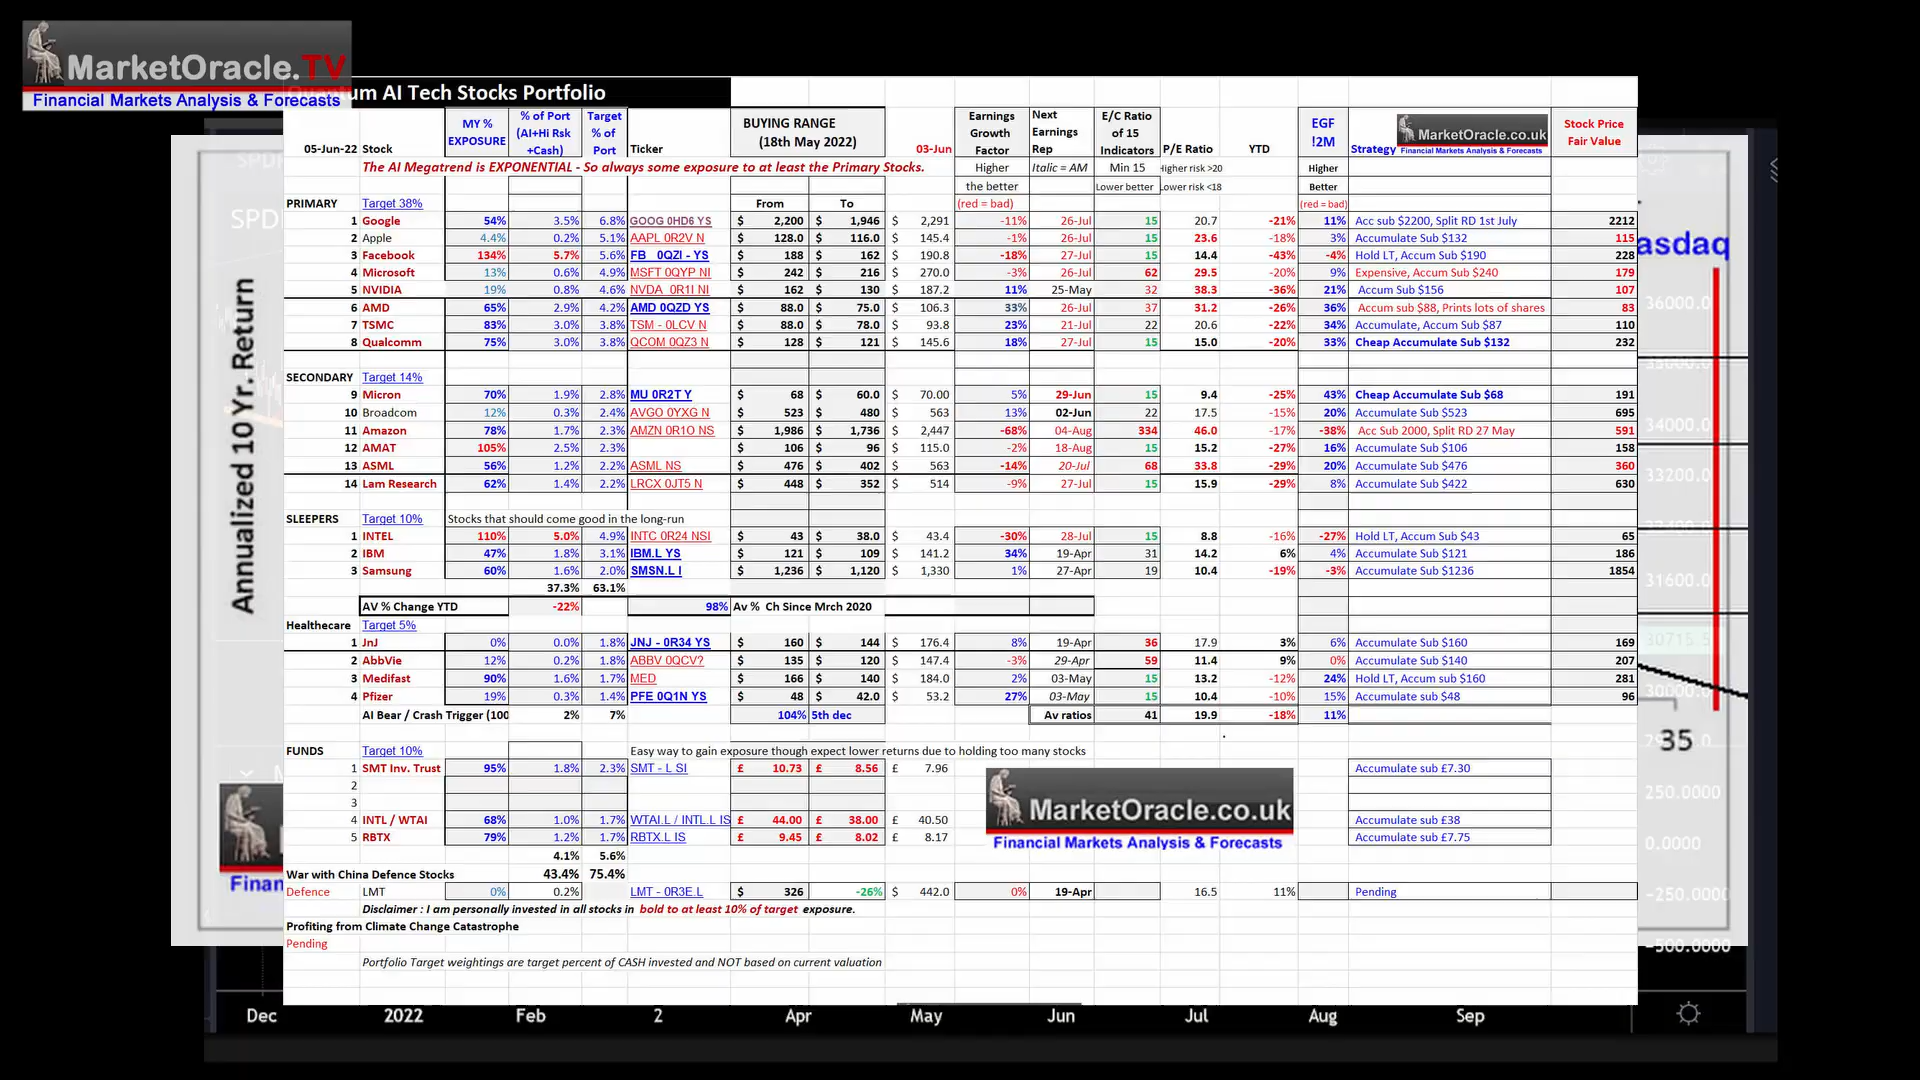 MarketOracle.TV
Financial Markets Analysis & Forecasts
um AI Tech Stocks Portfolio
MY % EXPOSURE
% of Port (AI+Hi Rsk +Cash)
Target % of Port
BUYING RANGE (18th May 2022)
Earnings Growth Factor
Next Earnings Rep
E/C Ratio of 15 Indicators
EGF !2M
MarketOracle.co.uk
Financial Markets Analysis & Forecasts
Stock Price Fair Value
05-Jun-22 Stock Ticker 03-Jun P/E Ratio YTD Strategy
The AI Megatrend is EXPONENTIAL - So always some exposure to at least the Primary Stocks. Higher Italic = AM Min 15 Higher risk >20 Higher
the better Lower better Lower risk <18 Better
PRIMARY Target 38% From To (red = bad) (red = bad)
1 Google 54% 3.5% 6.8% GOOG 0HD6 YS $ 2,200 $ 1,946 $ 2,291 -11% 26-Jul 15 20.7 -21% 11% Acc sub $2200, Split RD 1st July 2212
2 Apple 4.4% 0.2% 5.1% AAPL 0R2V N $ 128.0 $ 116.0 $ 145.4 -1% 26-Jul 15 23.6 -18% 3% Accumulate Sub $132 115
3 Facebook 134% 5.7% 5.6% FB 0QZI - YS $ 188 $ 162 $ 190.8 -18% 27-Jul 15 14.4 -43% -4% Hold LT, Accum Sub $190 228
4 Microsoft 13% 0.6% 4.9% MSFT 0QYP NI $ 242 $ 216 $ 270.0 -3% 26-Jul 62 29.5 -20% 9% Expensive, Accum Sub $240 179
5 NVIDIA 19% 0.8% 4.6% NVDA 0R1I NI $ 162 $ 130 $ 187.2 11% 25-May 32 38.3 -36% 21% Accum Sub $156 107
6 AMD 65% 2.9% 4.2% AMD 0QZD YS $ 88.0 $ 75.0 $ 106.3 33% 26-Jul 37 31.2 -26% 36% Accum sub $88, Prints lots of shares 83
7 TSMC 83% 3.0% 3.8% TSM - 0LCV N $ 88.0 $ 78.0 $ 93.8 23% 21-Jul 22 20.6 -22% 34% Accumulate, Accum Sub $87 110
8 Qualcomm 75% 3.0% 3.8% QCOM 0QZ3 N $ 128 $ 121 $ 145.6 18% 27-Jul 15 15.0 -20% 33% Cheap Accumulate Sub $132 232
SECONDARY Target 14%
9 Micron 70% 1.9% 2.8% MU 0R2T Y $ 68 $ 60.0 $ 70.00 5% 29-Jun 15 9.4 -25% 43% Cheap Accumulate Sub $68 191
10 Broadcom 12% 0.3% 2.4% AVGO 0YXG N $ 523 $ 480 $ 563 13% 02-Jun 22 17.5 -15% 20% Accumulate Sub $523 695
11 Amazon 78% 1.7% 2.3% AMZN 0R1O NS $ 1,986 $ 1,736 $ 2,447 -68% 04-Aug 334 46.0 -17% -38% Acc Sub 2000, Split RD 27 May 591
12 AMAT 105% 2.5% 2.3% $ 106 $ 96 $ 115.0 -2% 18-Aug 15 15.2 -27% 16% Accumulate Sub $106 158
13 ASML 56% 1.2% 2.2% ASML NS $ 476 $ 402 $ 563 -14% 20-Jul 68 33.8 -29% 20% Accumulate Sub $476 360
14 Lam Research 62% 1.4% 2.2% LRCX 0JT5 N $ 448 $ 352 $ 514 -9% 27-Jul 15 15.9 -29% 8% Accumulate Sub $422 630
SLEEPERS Target 10% Stocks that should come good in the long-run
1 INTEL 110% 5.0% 4.9% INTC 0R24 NSI $ 43 $ 38.0 $ 43.4 -30% 28-Jul 15 8.8 -16% -27% Hold LT, Accum Sub $43 65
2 IBM 47% 1.8% 3.1% IBM.L YS $ 121 $ 109 $ 141.2 34% 19-Apr 31 14.2 6% 4% Accumulate Sub $121 186
3 Samsung 60% 1.6% 2.0% SMSN.L I $ 1,236 $ 1,120 $ 1,330 1% 27-Apr 19 10.4 -19% -3% Accumulate Sub $1236 1854
37.3% 63.1%
AV % Change YTD -22% 98% Av % Ch Since Mrch 2020
Healthcare Target 5%
1 JnJ 0% 0.0% 1.8% JNJ - 0R34 YS $ 160 $ 144 $ 176.4 8% 19-Apr 36 17.9 3% 6% Accumulate Sub $160 169
2 AbbVie 12% 0.2% 1.8% ABBV 0QCV? $ 135 $ 120 $ 147.4 -3% 29-Apr 59 11.4 9% 0% Accumulate Sub $140 207
3 Medifast 90% 1.6% 1.7% MED $ 166 $ 140 $ 184.0 2% 03-May 15 13.2 -12% 24% Hold LT, Accum sub $160 281
4 Pfizer 19% 0.3% 1.4% PFE 0Q1N YS $ 48 $ 42.0 $ 53.2 27% 03-May 15 10.4 -10% 15% Accumulate sub $48 96
AI Bear / Crash Trigger (100 2% 7% 104% 5th dec Av ratios 41 19.9 -18% 11%
FUNDS Target 10% Easy way to gain exposure though expect lower returns due to holding too many stocks
1 SMT Inv. Trust 95% 1.8% 2.3% SMT - L SI £ 10.73 £ 8.56 £ 7.96 Accumulate sub £7.30
2
3
4 INTL / WTAI 68% 1.0% 1.7% WTAI.L / INTL.L IS £ 44.00 £ 38.00 £ 40.50 Accumulate sub £38
5 RBTX 79% 1.2% 1.7% RBTX.L IS £ 9.45 £ 8.02 £ 8.17 Accumulate sub £7.75
MarketOracle.co.uk
Financial Markets Analysis & Forecasts
4.1% 5.6%
War with China Defence Stocks 43.4% 75.4%
Defence LMT 0% 0.2% LMT - 0R3E.L $ 326 -26% $ 442.0 0% 19-Apr 16.5 11% Pending
Disclaimer : I am personally invested in all stocks in bold to at least 10% of target exposure.
Profiting from Climate Change Catastrophe
Pending
Portfolio Target weightings are target percent of CASH invested and NOT based on current valuation
Annualized 10 Yr. Return
SPD
Finan
asdaq
36000.0
34000.0
33200.0
31600.0
30715.5
35
250.0000
0.0000
-250.0000
-500.0000
Dec 2022 Feb 2 Apr May Jun Jul Aug Sep